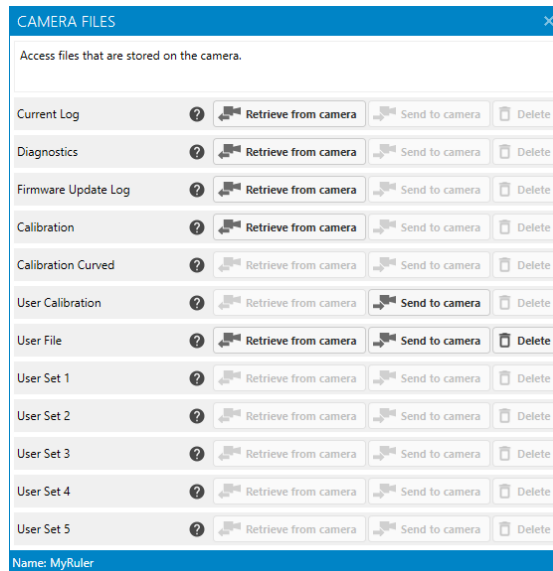 CAMERA FILES
Access files that are stored on the camera.
Current Log ? Retrieve from camera Send to camera Delete
Diagnostics ? Retrieve from camera Send to camera Delete
Firmware Update Log ? Retrieve from camera Send to camera Delete
Calibration ? Retrieve from camera Send to camera Delete
Calibration Curved ? Retrieve from camera Send to camera Delete
User Calibration ? Retrieve from camera Send to camera Delete
User File ? Retrieve from camera Send to camera Delete
User Set 1 ? Retrieve from camera Send to camera Delete
User Set 2 ? Retrieve from camera Send to camera Delete
User Set 3 ? Retrieve from camera Send to camera Delete
User Set 4 ? Retrieve from camera Send to camera Delete
User Set 5 ? Retrieve from camera Send to camera Delete
Name: MyRuler